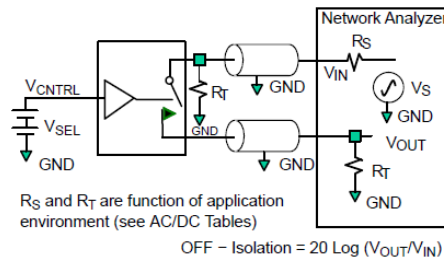 Network Analyzer
RS
VIN
VS
GND
GND
RT
GND
VCNTRL
VSEL
GND
GND
VOUT
RT
GND
RS and RT are function of application
environment (see AC/DC Tables)
OFF − Isolation = 20 Log (VOUT/VIN)